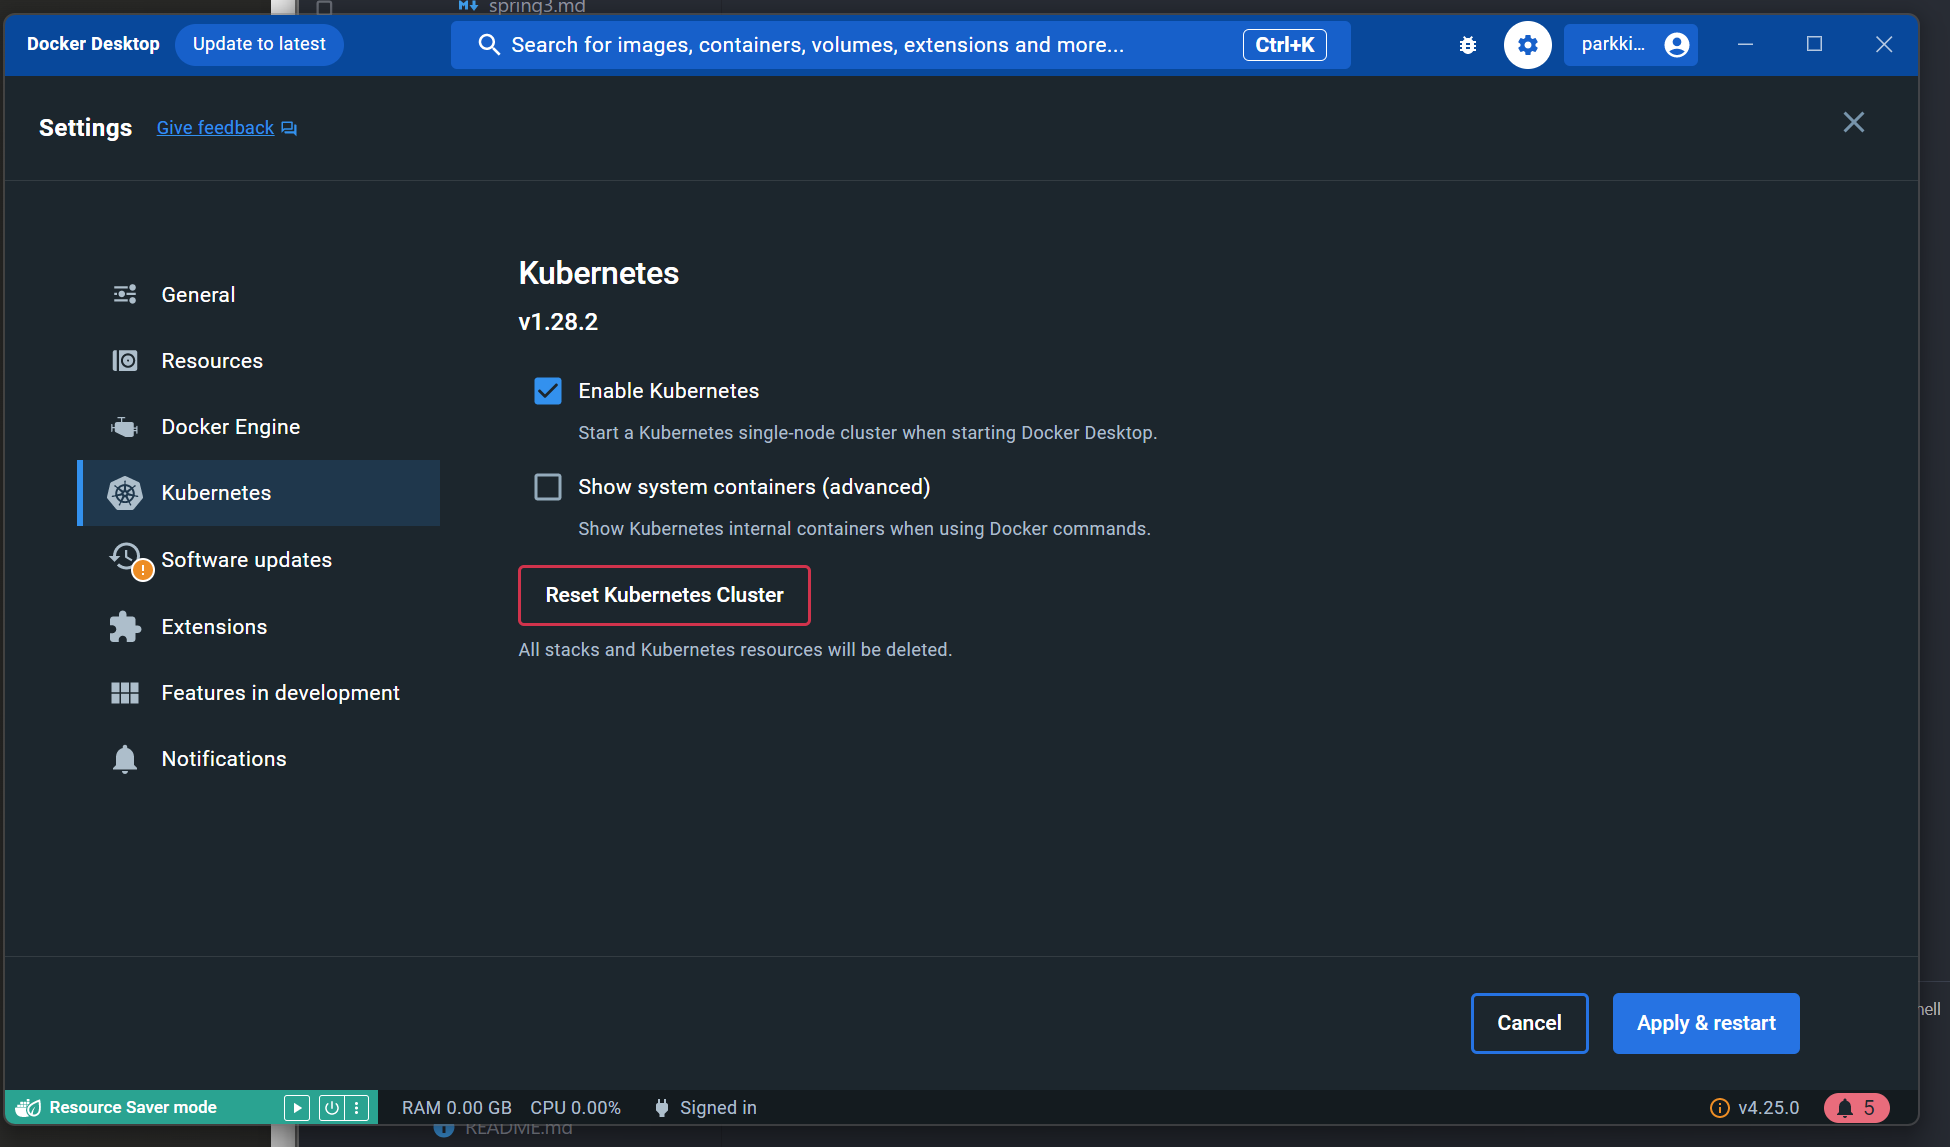 spring3.md
Docker Desktop
Update to latest
Search for images, containers, volumes, extensions and more...
Ctrl+K
parkki...
Settings
Give feedback
General
Resources
Docker Engine
Kubernetes
Software updates
Extensions
Features in development
Notifications
Kubernetes
v1.28.2
Enable Kubernetes
Start a Kubernetes single-node cluster when starting Docker Desktop.
Show system containers (advanced)
Show Kubernetes internal containers when using Docker commands.
Reset Kubernetes Cluster
All stacks and Kubernetes resources will be deleted.
Cancel
Apply & restart
Resource Saver mode
RAM 0.00 GB
CPU 0.00%
Signed in
v4.25.0
5
README.md